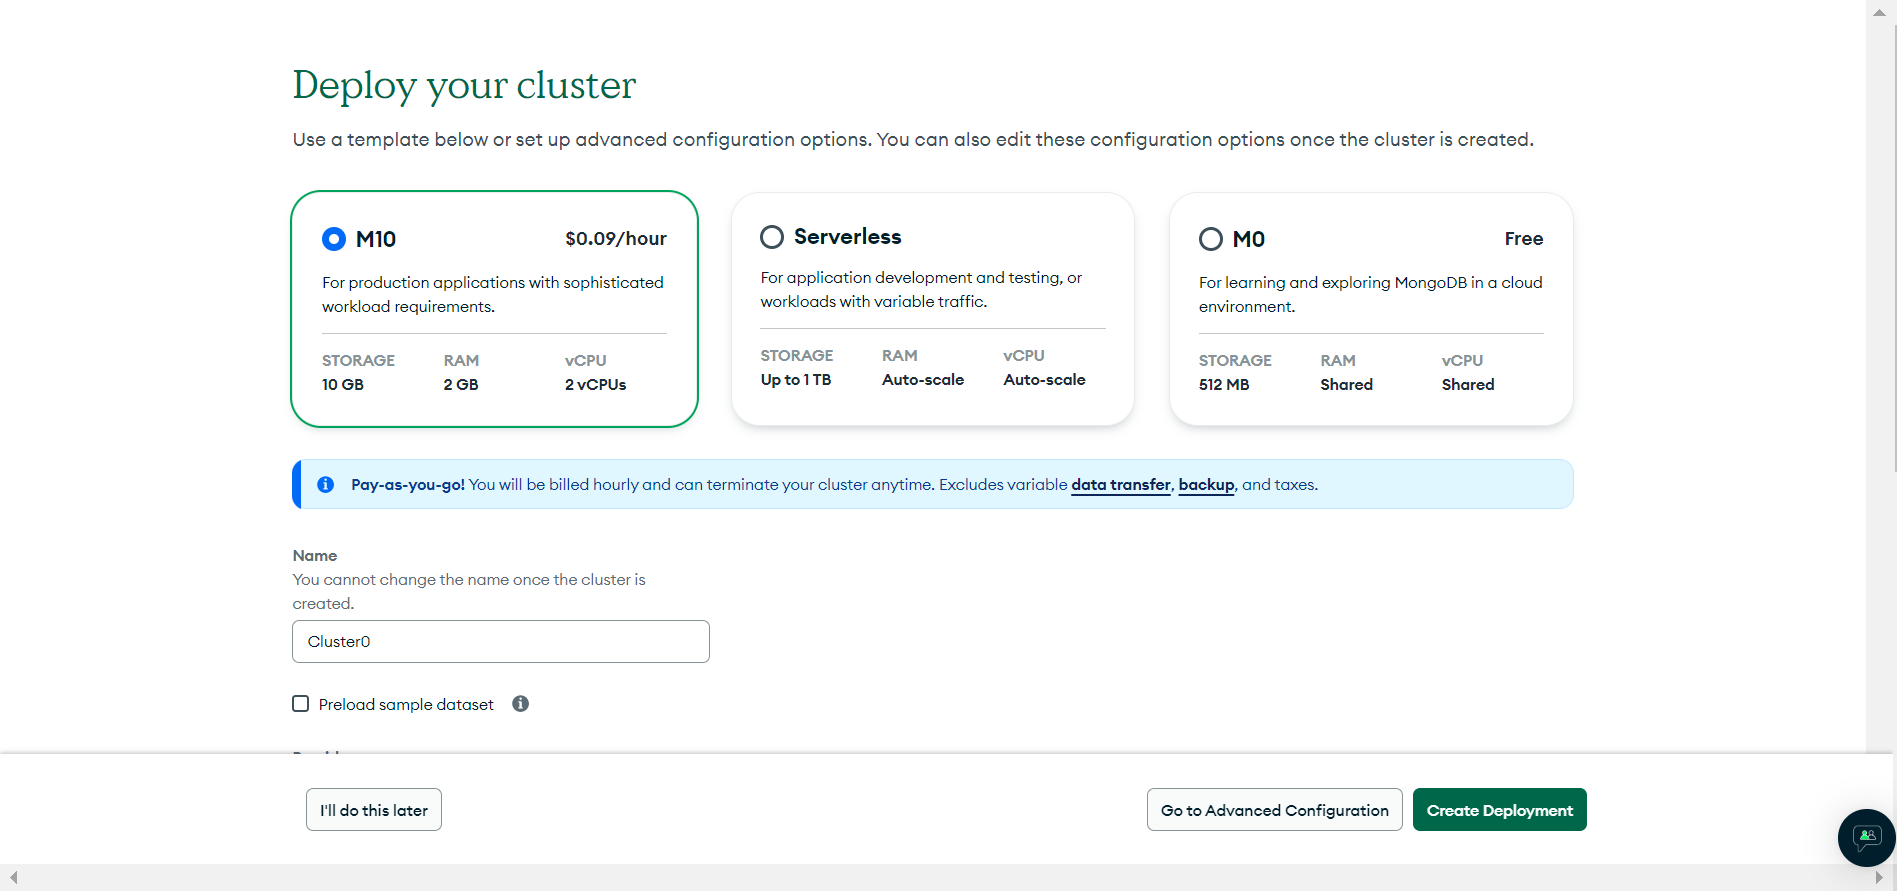 Deploy your cluster
Use a template below or set up advanced configuration options. You can also edit these configuration options once the cluster is created.
M10 $0.09/hour
For production applications with sophisticated
workload requirements.
STORAGE RAM vCPU
10 GB 2 GB 2 vCPUs
Serverless
For application development and testing, or
workloads with variable traffic.
STORAGE RAM vCPU
Up to 1 TB Auto-scale Auto-scale
M0 Free
For learning and exploring MongoDB in a cloud
environment.
STORAGE RAM vCPU
512 MB Shared Shared
Pay-as-you-go! You will be billed hourly and can terminate your cluster anytime. Excludes variable data transfer, backup, and taxes.
Name
You cannot change the name once the cluster is
created.
Cluster0
Preload sample dataset
I'll do this later
Go to Advanced Configuration
Create Deployment